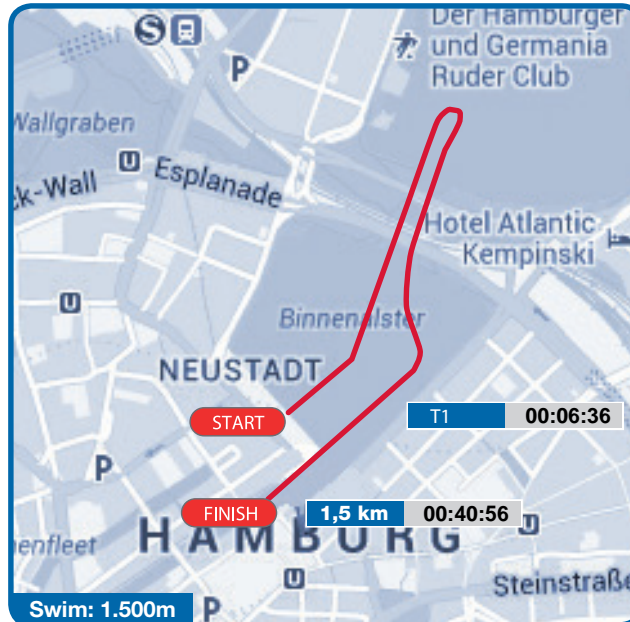 Der Hamburger
und Germania
Ruder Club
S
P
Wallgraben
U
Esplanade
ck-Wall
Hotel Atlantic
Kempinski
U
Binnenalster
NEUSTADT
START
T1 00:06:36
P
FINISH
1,5 km 00:40:56
U
HAMBURG
enfleet
U
Steinstraße
Swim: 1.500m
P